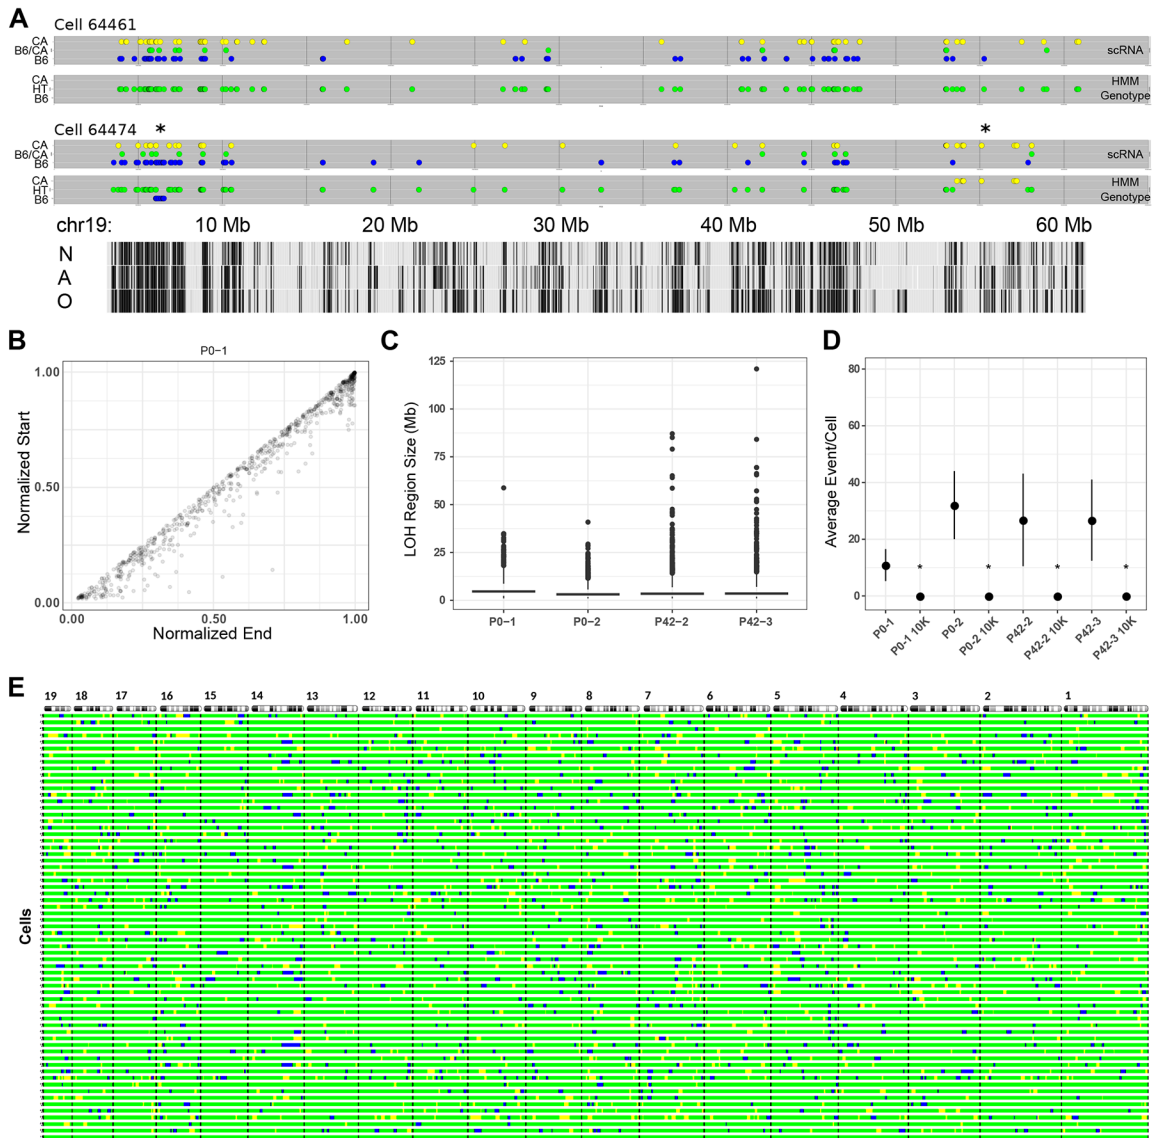 A
Cell 64461
CA
B6/CA
B6
scRNA
CA
HT
B6
HMM
Genotype
Cell 64474
*
*
CA
B6/CA
B6
scRNA
CA
HT
B6
HMM
Genotype
chr19:
10 Mb
20 Mb
30 Mb
40 Mb
50 Mb
60 Mb
N
A
O
B
P0−1
1.00
0.50
0.00
Normalized Start
0.00
0.25
0.50
0.75
1.00
Normalized End
C
LOH Region Size (Mb)
125
100
75
50
25
0
P0−1
P0−2
P42−2
P42−3
D
Average Event/Cell
80
60
40
20
0
*
*
*
*
P0−1
P0−1 10K
P0−2
P0−2 10K
P42−2
P42−2 10K
P42−3
P42−3 10K
E
19
18
17
16
15
14
13
12
11
10
9
8
7
6
5
4
3
2
1
Cells